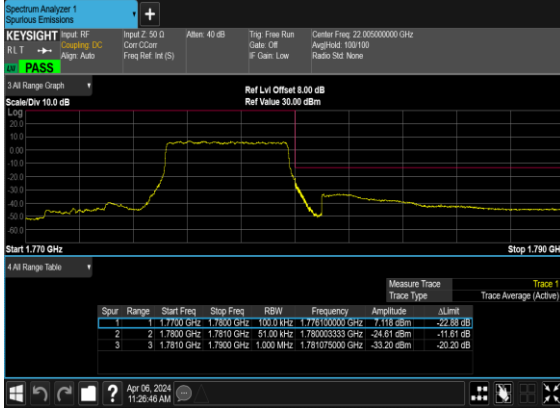 Spectrum Analyzer 1
Spurious Emissions
+
KEYSIGHT Input: RF Input Z: 50 Ω Atten: 40 dB Trig: Free Run Center Freq: 22.005000000 GHz
RLT Coupling: DC Corr CCorr Gate: Off Avg|Hold: 100/100
Align: Auto Freq Ref: Int (S) IF Gain: Low Radio Std: None
LXI PASS
3 All Range Graph Ref Lvl Offset 8.00 dB
Scale/Div 10.0 dB Ref Value 30.00 dBm
Log
20.0
10.0
0.00
-10.0
-20.0
-30.0
-40.0
-50.0
-60.0
Start 1.770 GHz Stop 1.790 GH
4 All Range Table
Measure Trace Trace 1
Trace Type Trace Average (Active)
Spur Range Start Freq Stop Freq RBW Frequency Amplitude ΔLimit
1 1 1.7700 GHz 1.7800 GHz 100.0 kHz 1.776100000 GHz 7.118 dBm -22.88 dB
2 2 1.7800 GHz 1.7810 GHz 51.00 kHz 1.780003333 GHz -24.61 dBm -11.61 dB
3 3 1.7810 GHz 1.7900 GHz 1.000 MHz 1.781075000 GHz -33.20 dBm -20.20 dB
? Apr 06, 2024
11:26:46 AM